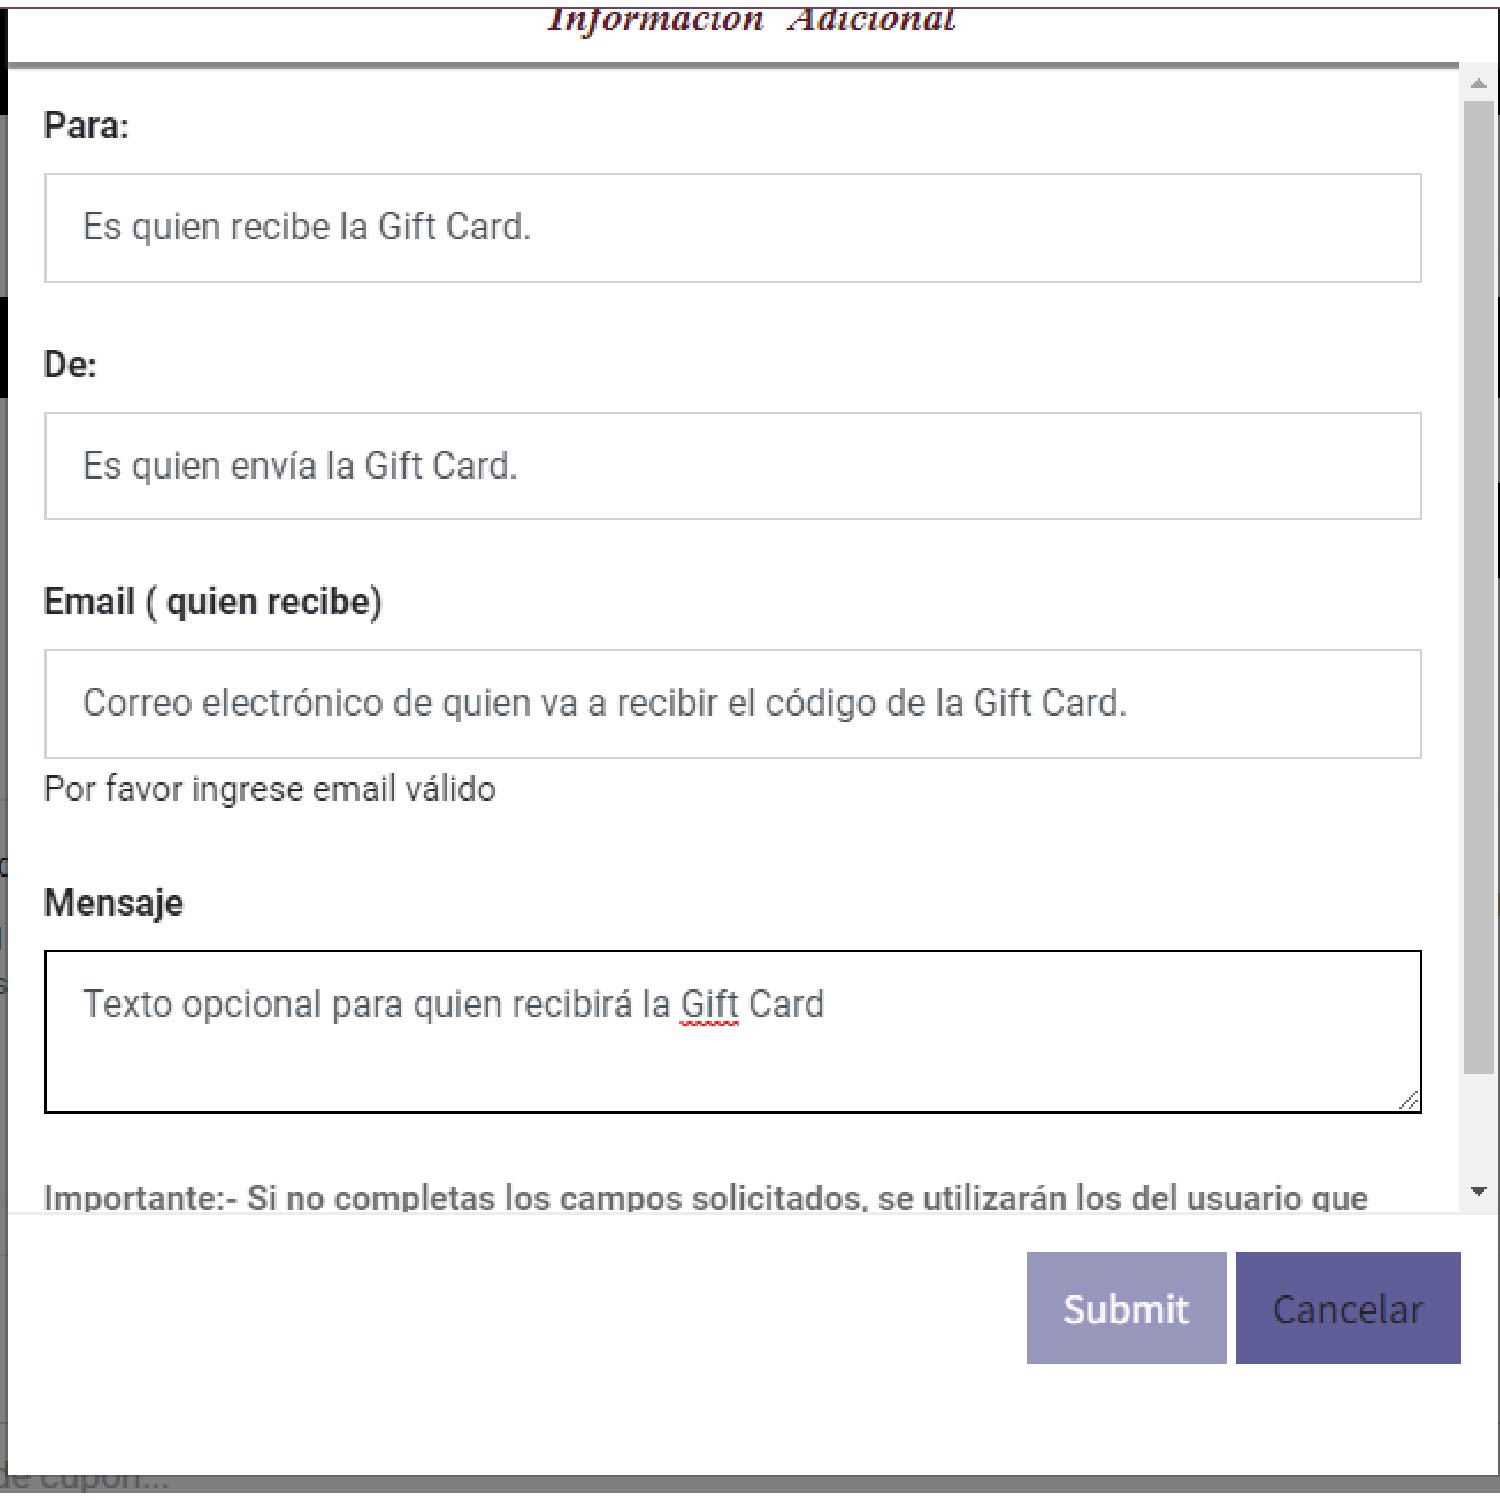 Información Adicional
Para:
Es quien recibe la Gift Card.
De:
Es quien envía la Gift Card.
Email ( quien recibe)
Correo electrónico de quien va a recibir el código de la Gift Card.
Por favor ingrese email válido
Mensaje
Texto opcional para quien recibirá la Gift Card
Importante:- Si no completas los campos solicitados, se utilizarán los del usuario que
Submit Cancelar
de cupón...